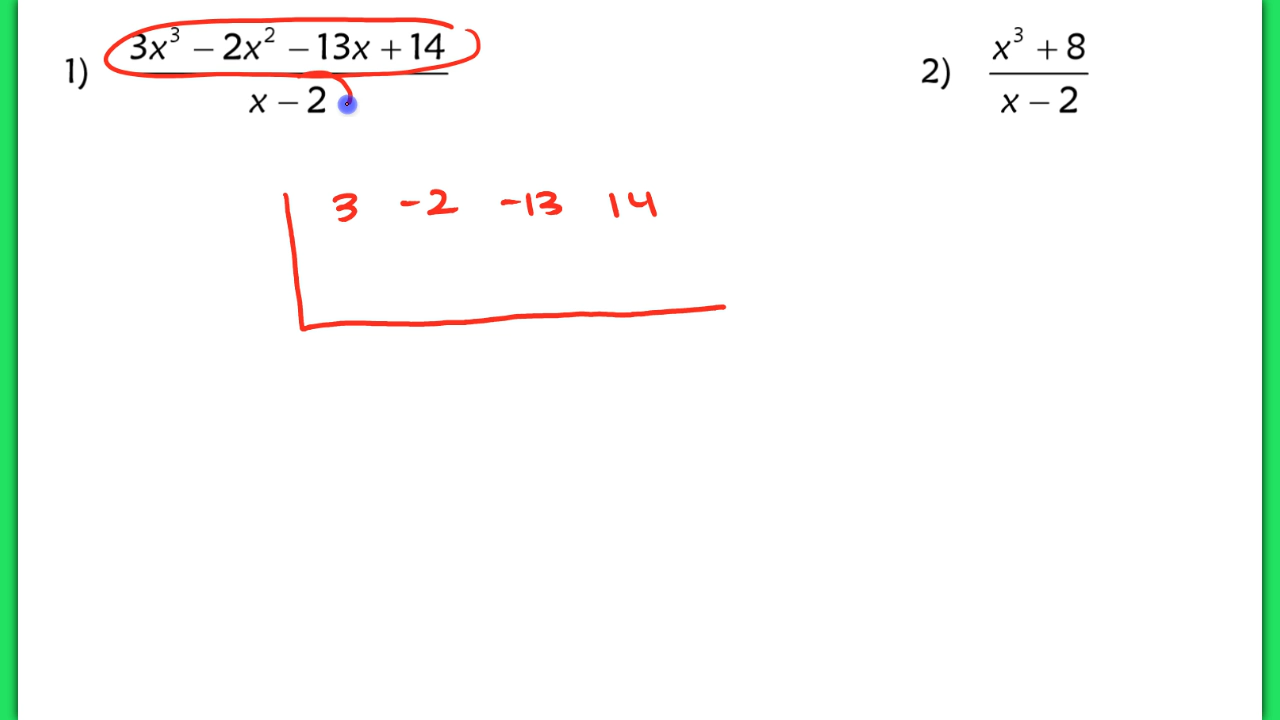 1) 3x³ − 2x² − 13x + 14
x − 2
2) x³ + 8
x − 2
3 -2 -13 14